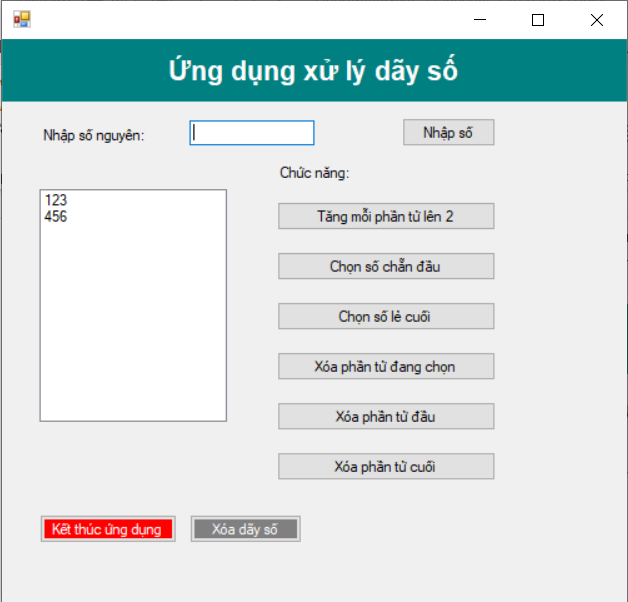 Ứng dụng xử lý dãy số
Nhập số nguyên:
Nhập số
Chức năng:
123
456
Tăng mỗi phần tử lên 2
Chọn số chẵn đầu
Chọn số lẻ cuối
Xóa phần tử đang chọn
Xóa phần tử đầu
Xóa phần tử cuối
Kết thúc ứng dụng
Xóa dãy số